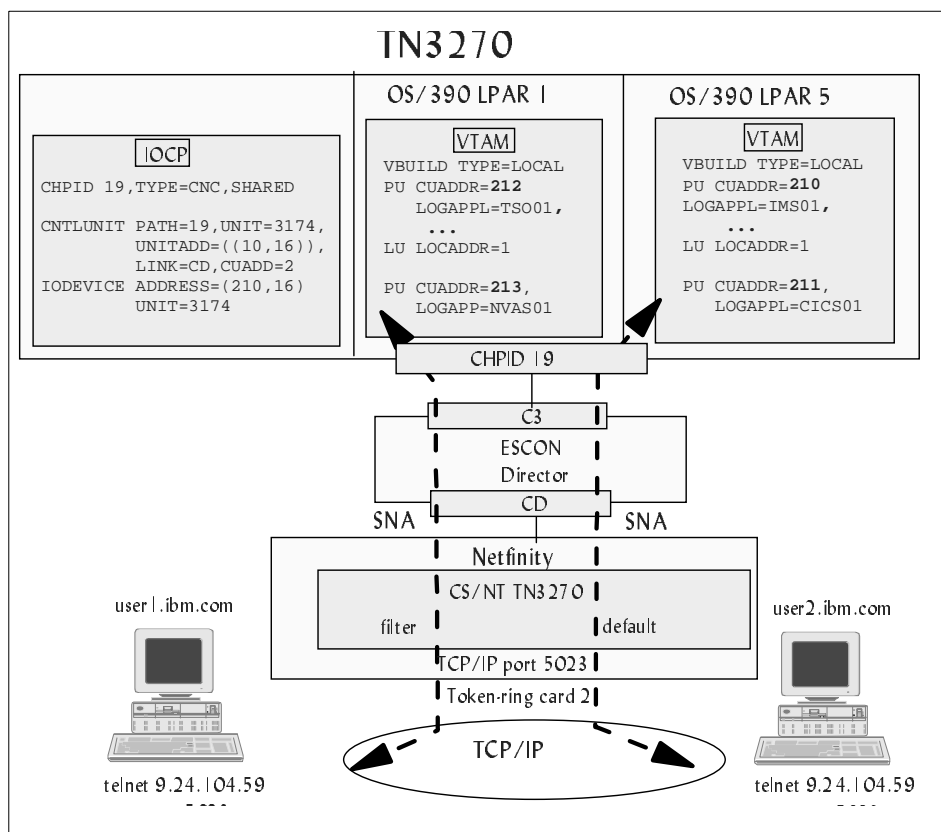 TN3270
IOCP
CHPID 19,TYPE=CNC,SHARED
CNTLUNIT PATH=19,UNIT=3174,
UNITADD=((10,16)),
LINK=CD,CUADD=2
IODEVICE ADDRESS=(210,16)
UNIT=3174
OS/390 LPAR 1
VTAM
VBUILD TYPE=LOCAL
PU CUADDR=212
LOGAPPL=TSO01,
...
LU LOCADDR=1
PU CUADDR=213,
LOGAPP=NVAS01
OS/390 LPAR 5
VTAM
VBUILD TYPE=LOCAL
PU CUADDR=210
LOGAPPL=IMS01,
...
LU LOCADDR=1
PU CUADDR=211,
LOGAPPL=CICS01
CHPID 19
C3
ESCON
Director
CD
SNA
SNA
Netfinity
CS/NT TN3270
filter
default
TCP/IP port 5023
Token-ring card 2
TCP/IP
user1.ibm.com
telnet 9.24.104.59
user2.ibm.com
telnet 9.24.104.59